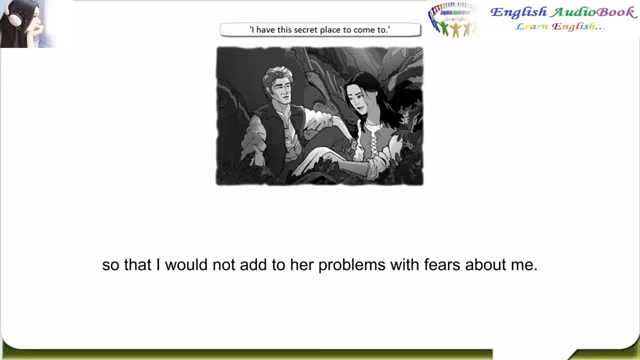 'I have this secret place to come to.'
English AudioBook
Learn English...
so that I would not add to her problems with fears about me.